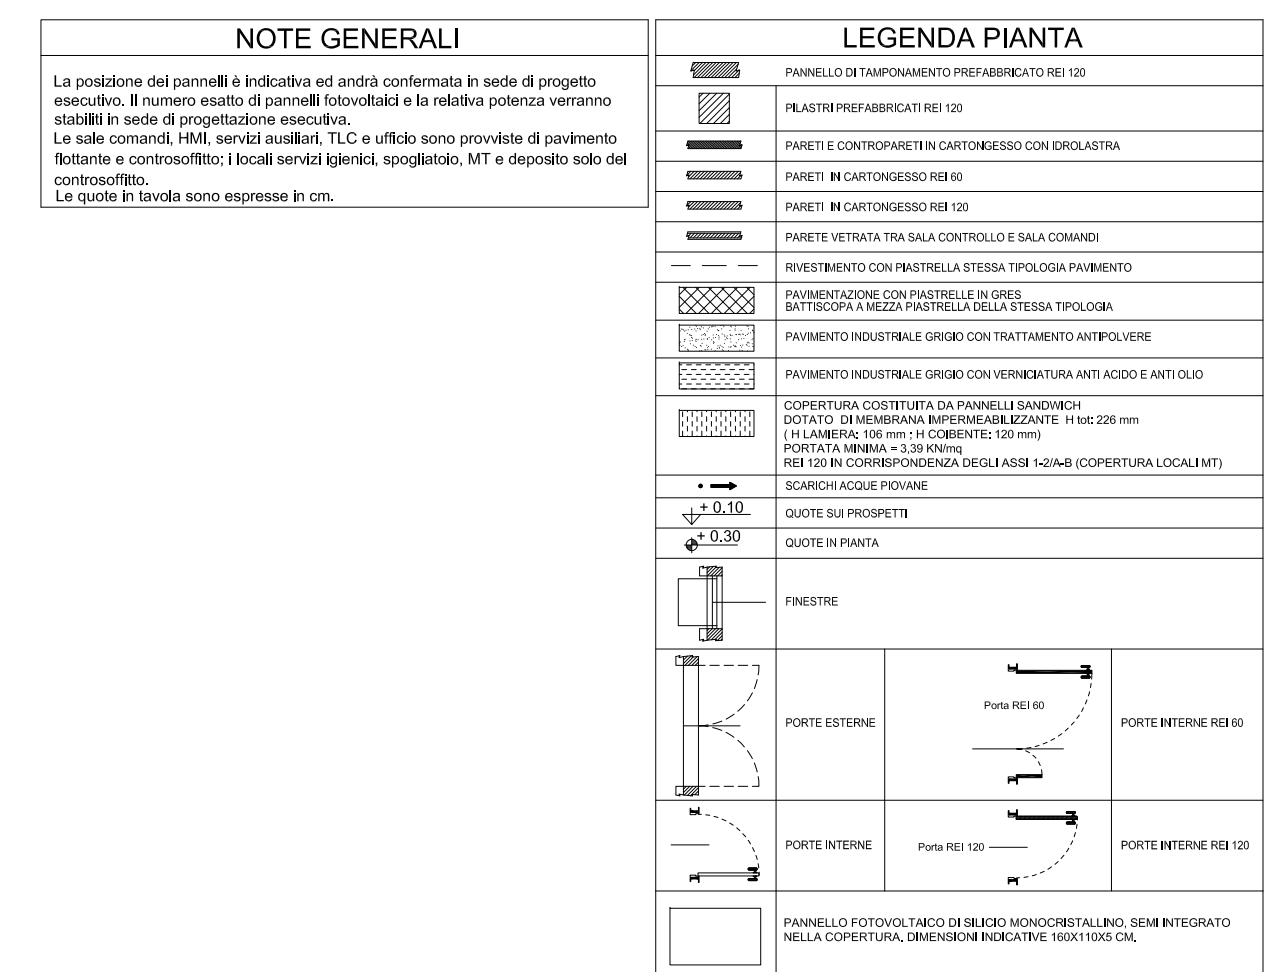 NOTE GENERALI
La posizione dei pannelli è indicativa ed andrà confermata in sede di progetto
esecutivo. Il numero esatto di pannelli fotovoltaici e la relativa potenza verranno
stabiliti in sede di progettazione esecutiva.
Le sale comandi, HMI, servizi ausiliari, TLC e ufficio sono provviste di pavimento
flottante e controsoffitto; i locali servizi igienici, spogliatoio, MT e deposito solo del
controsoffitto.
Le quote in tavola sono espresse in cm.
LEGENDA PIANTA
PANNELLO DI TAMPONAMENTO PREFABBRICATO REI 120
PILASTRI PREFABBRICATI REI 120
PARETI E CONTROPARETI IN CARTONGESSO CON IDROLASTRA
PARETI IN CARTONGESSO REI 60
PARETI IN CARTONGESSO REI 120
PARETE VETRATA TRA SALA CONTROLLO E SALA COMANDI
RIVESTIMENTO CON PIASTRELLA STESSA TIPOLOGIA PAVIMENTO
PAVIMENTAZIONE CON PIASTRELLE IN GRES
BATTISCOPA A MEZZA PIASTRELLA DELLA STESSA TIPOLOGIA
PAVIMENTO INDUSTRIALE GRIGIO CON TRATTAMENTO ANTIPOLVERE
PAVIMENTO INDUSTRIALE GRIGIO CON VERNICIATURA ANTI ACIDO E ANTI OLIO
COPERTURA COSTITUITA DA PANNELLI SANDWICH
DOTATO DI MEMBRANA IMPERMEABILIZZANTE H tot: 226 mm
( H LAMIERA: 106 mm ; H COIBENTE: 120 mm)
PORTATA MINIMA = 3,39 KN/mq
REI 120 IN CORRISPONDENZA DEGLI ASSI 1-2/A-B (COPERTURA LOCALI MT)
SCARICHI ACQUE PIOVANE
+ 0.10
QUOTE SUI PROSPETTI
+ 0.30
QUOTE IN PIANTA
FINESTRE
PORTE ESTERNE
Porta REI 60
PORTE INTERNE REI 60
PORTE INTERNE
Porta REI 120
PORTE INTERNE REI 120
PANNELLO FOTOVOLTAICO DI SILICIO MONOCRISTALLINO, SEMI INTEGRATO
NELLA COPERTURA. DIMENSIONI INDICATIVE 160X110X5 CM.